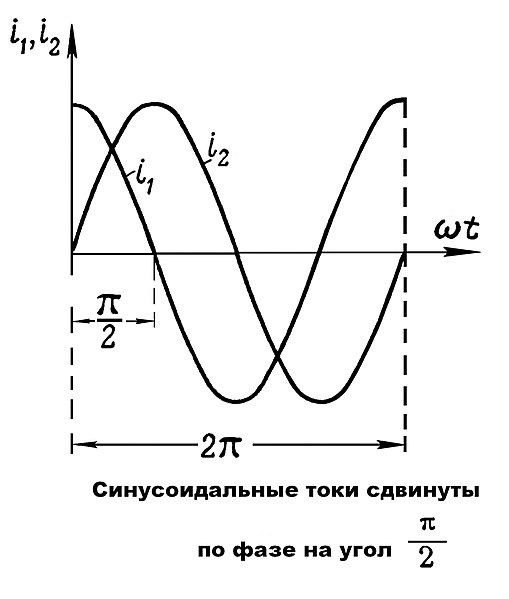 i₁, i₂
i₂
i₁
ωt
π/2
2π
Синусоидальные токи сдвинуты
по фазе на угол π/2